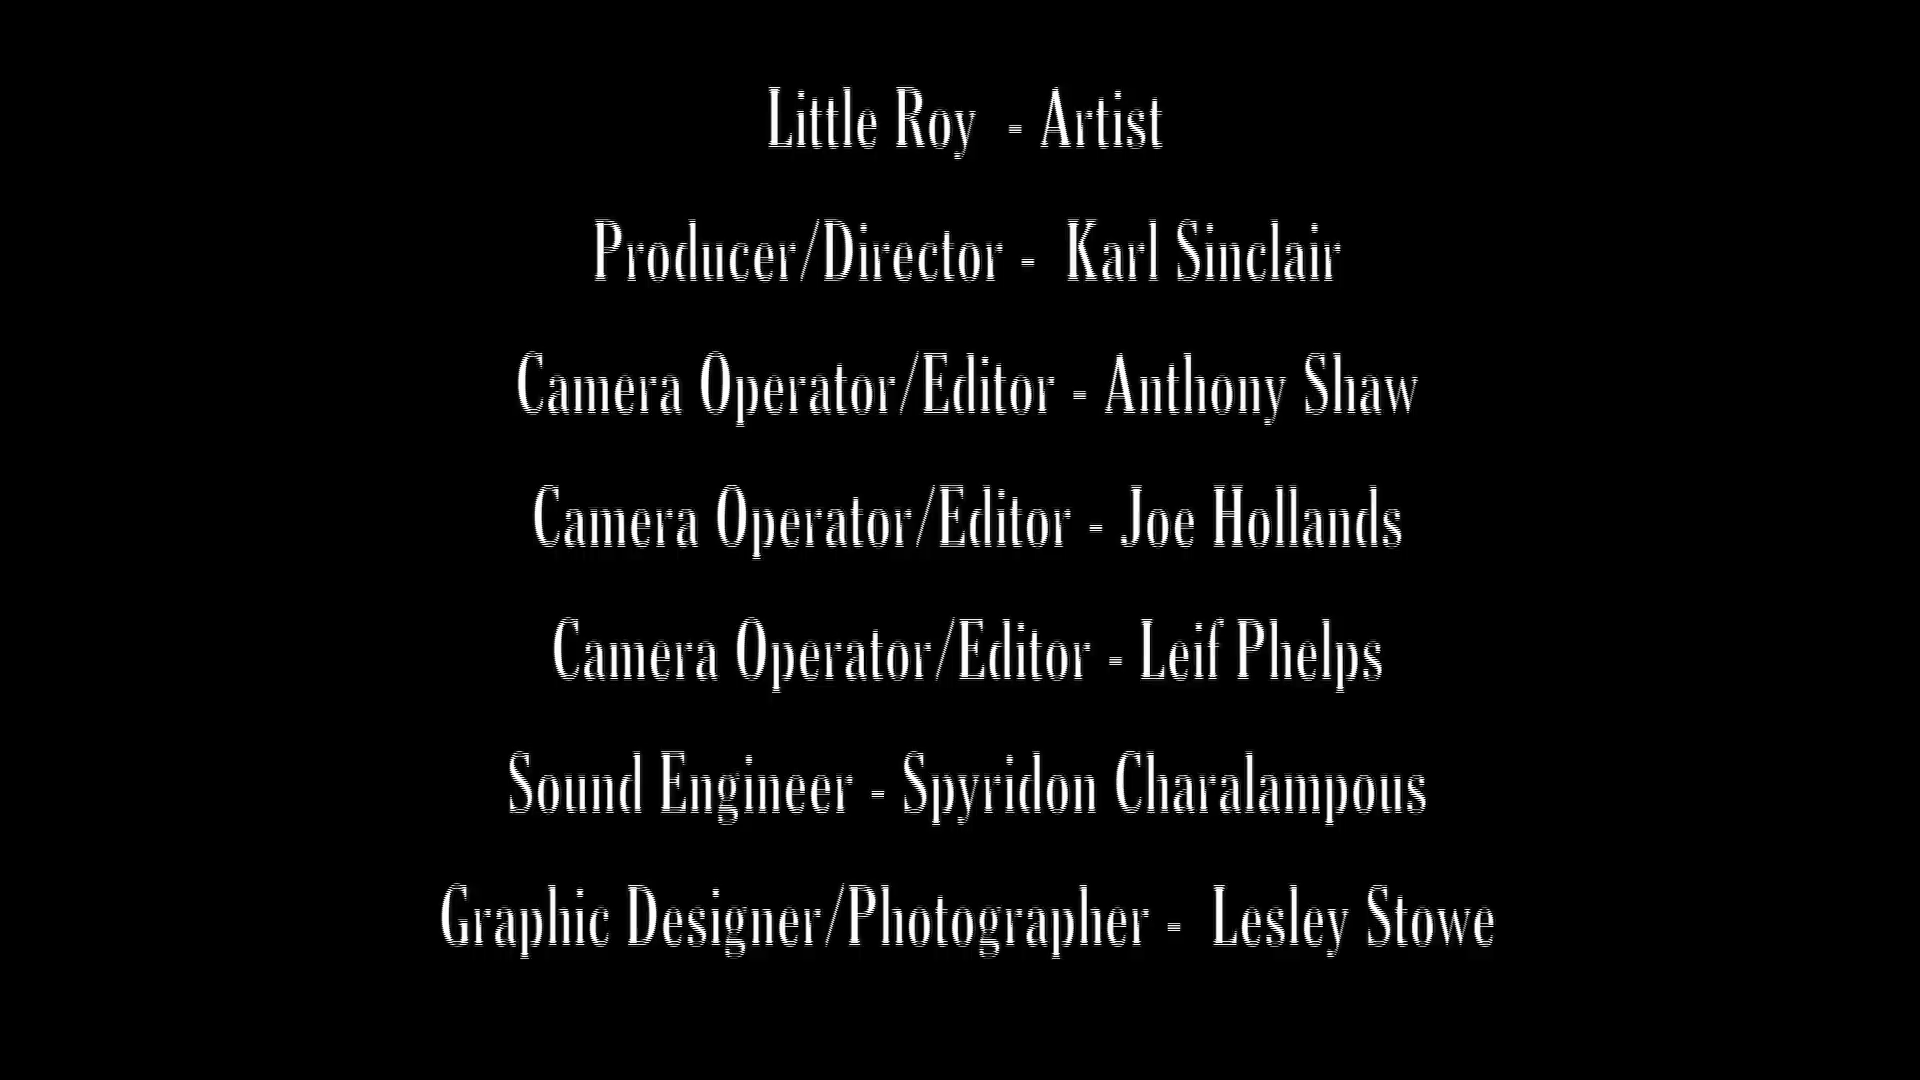 Little Roy  - Artist
Producer/Director -  Karl Sinclair
Camera Operator/Editor - Anthony Shaw
Camera Operator/Editor - Joe Hollands
Camera Operator/Editor - Leif Phelps
Sound Engineer - Spyridon Charalampous
Graphic Designer/Photographer -  Lesley Stowe